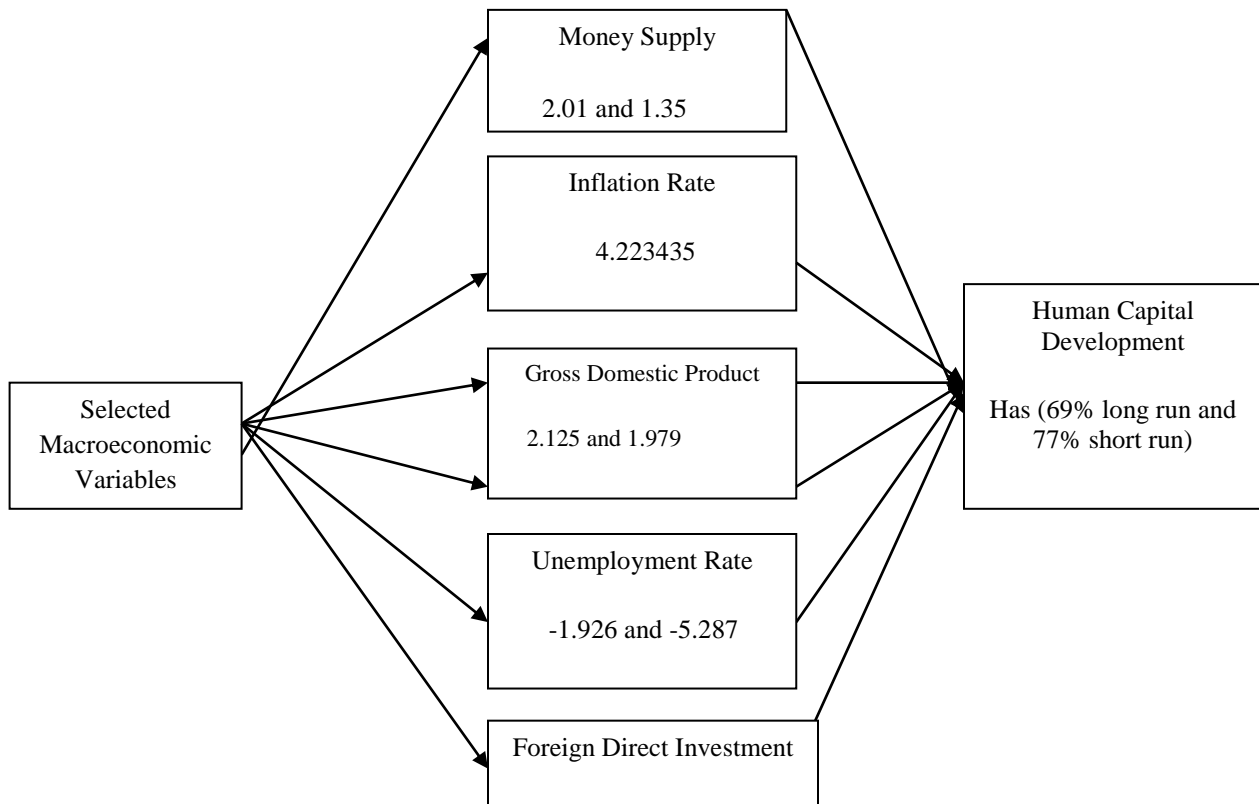 Money Supply
2.01 and 1.35
Inflation Rate
4.223435
Gross Domestic Product
2.125 and 1.979
Unemployment Rate
-1.926 and -5.287
Foreign Direct Investment
Selected
Macroeconomic
Variables
Human Capital
Development
Has (69% long run and
77% short run)